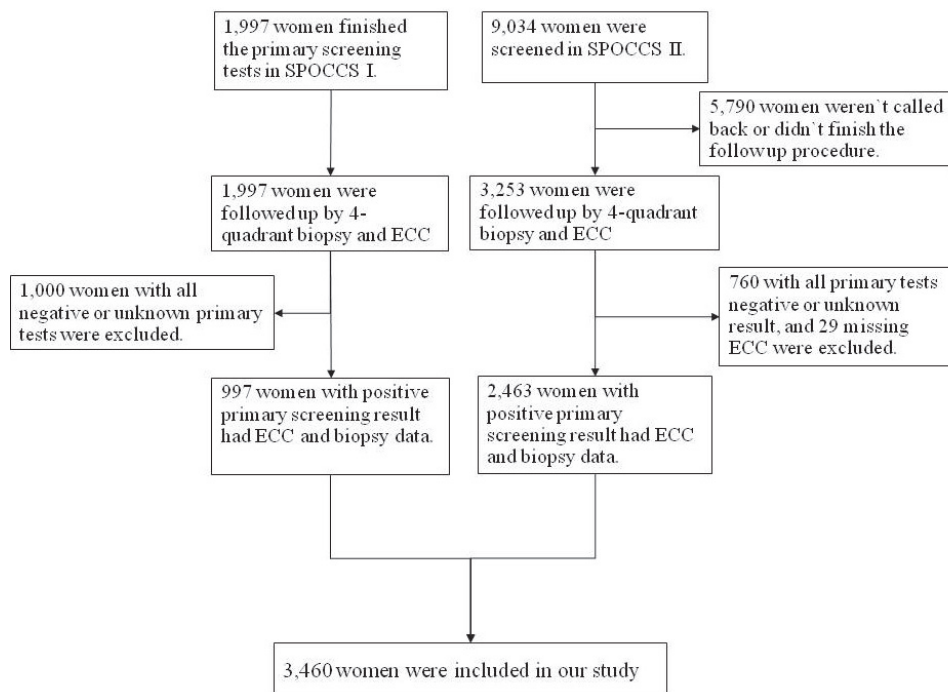 1,997 women finished
the primary screening
tests in SPOCCS I.
9,034 women were
screened in SPOCCS II.
5,790 women weren`t called
back or didn`t finish the
follow up procedure.
1,997 women were
followed up by 4-
quadrant biopsy and ECC
3,253 women were
followed up by 4-quadrant
biopsy and ECC
1,000 women with all
negative or unknown primary
tests were excluded.
760 with all primary tests
negative or unknown
result, and 29 missing
ECC were excluded.
997 women with positive
primary screening result
had ECC and biopsy data.
2,463 women with
positive primary
screening result had ECC
and biopsy data.
3,460 women were included in our study